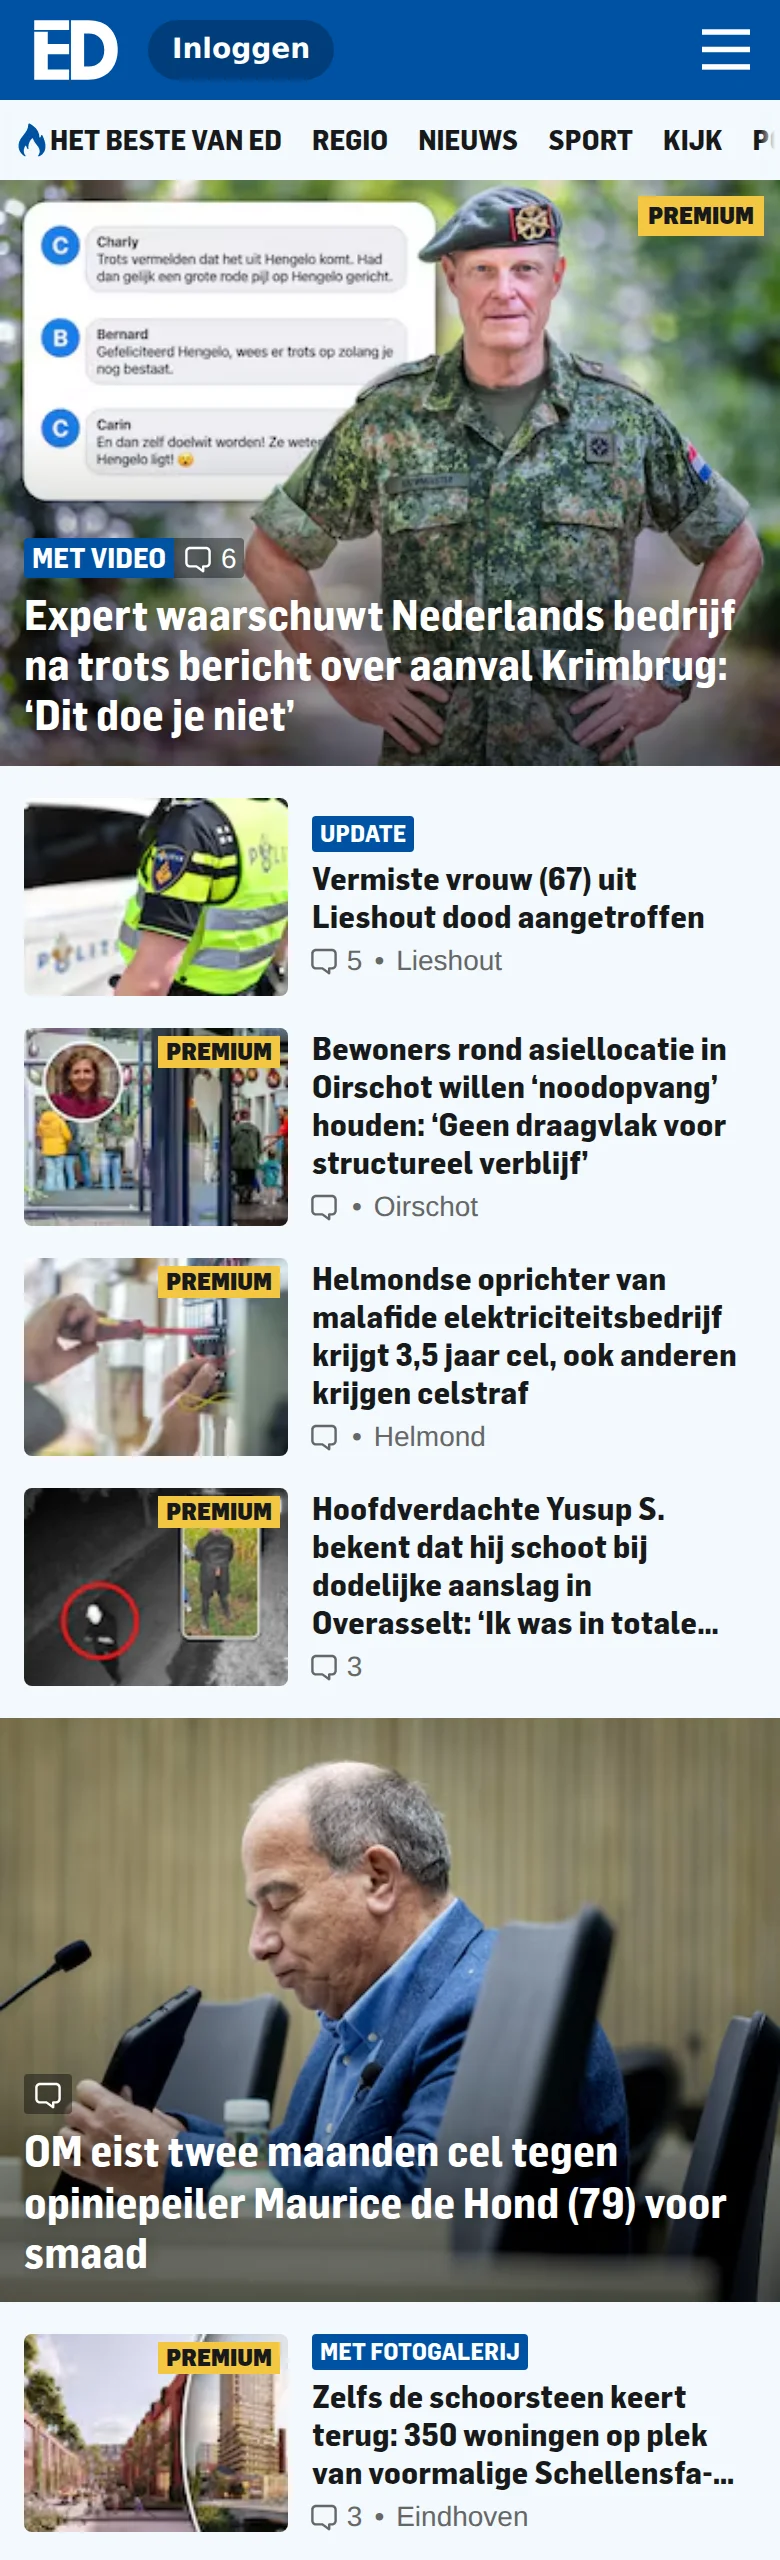 ED
Inloggen
HET BESTE VAN ED REGIO NIEUWS SPORT KIJK
PREMIUM
C
Charly
Trots vermelden dat het uit Hengelo komt. Had
dan gelijk een grote rode pijl op Hengelo gericht.
B
Bernard
Gefeliciteerd Hengelo, wees er trots op zolang je
nog bestaat.
C
Carin
En dan zelf doelwit worden! Ze weten
Hengelo ligt! 😮
MET VIDEO 6
Expert waarschuwt Nederlands bedrijf
na trots bericht over aanval Krimbrug:
‘Dit doe je niet’
UPDATE
Vermiste vrouw (67) uit
Lieshout dood aangetroffen
5 • Lieshout
PREMIUM
Bewoners rond asiellocatie in
Oirschot willen ‘noodopvang’
houden: ‘Geen draagvlak voor
structureel verblijf’
• Oirschot
PREMIUM
Helmondse oprichter van
malafide elektriciteitsbedrijf
krijgt 3,5 jaar cel, ook anderen
krijgen celstraf
• Helmond
PREMIUM
Hoofdverdachte Yusup S.
bekent dat hij schoot bij
dodelijke aanslag in
Overasselt: ‘Ik was in totale...
3
OM eist twee maanden cel tegen
opiniepeiler Maurice de Hond (79) voor
smaad
PREMIUM
MET FOTOGALERIJ
Zelfs de schoorsteen keert
terug: 350 woningen op plek
van voormalige Schellensfa-...
3 • Eindhoven